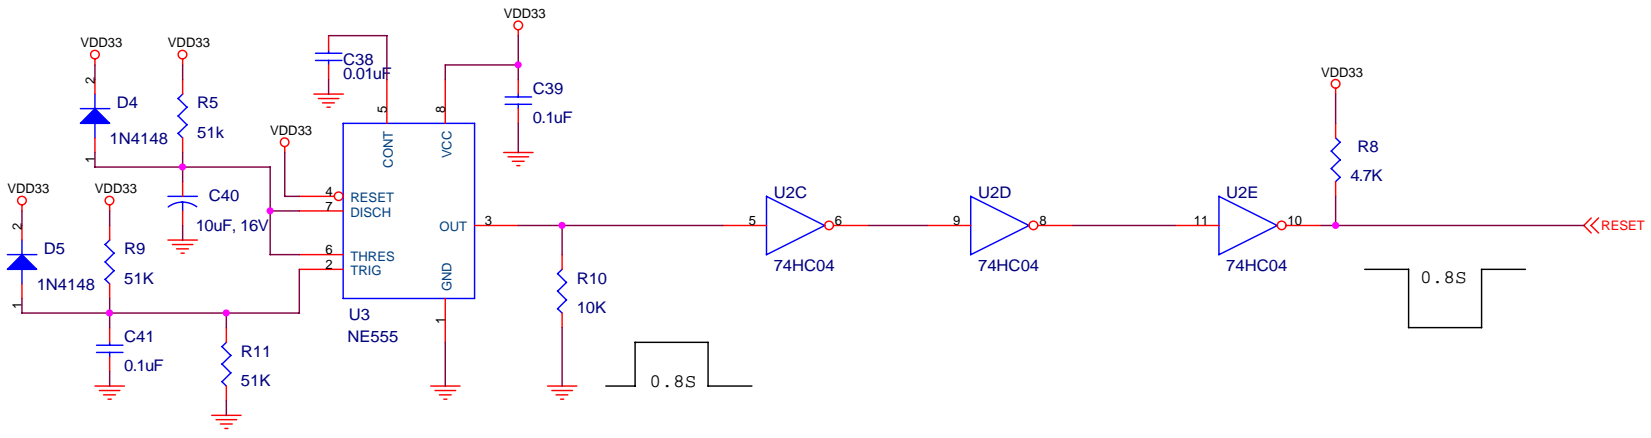 VDD33
VDD33
VDD33
VDD33
2
D4
1N4148
1
R5
51k
C38
0.01uF
C39
0.1uF
VDD33
5
8
CONT
VCC
4
RESET
7
DISCH
6
THRES
2
TRIG
OUT
3
GND
1
U3
NE555
C40
10uF, 16V
VDD33
VDD33
2
D5
1N4148
1
R9
51K
C41
0.1uF
R11
51K
R10
10K
0.8S
5
U2C
6
74HC04
9
U2D
8
74HC04
11
U2E
10
74HC04
R8
4.7K
RESET
0.8S